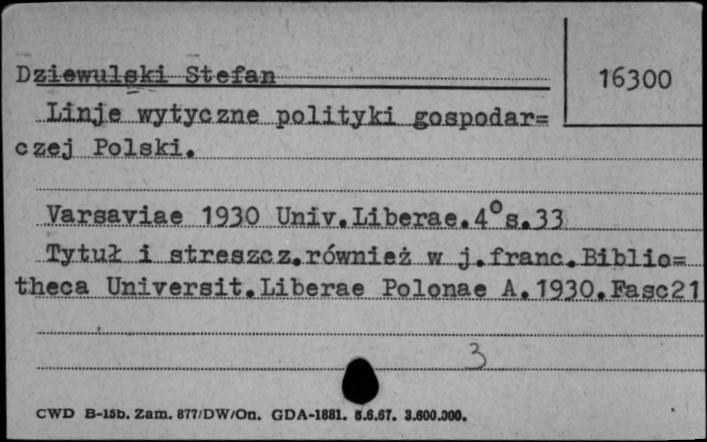 Dziewulski Stefan
16300
Linje wytyczne polityki gospodar=
czej Polski.
Varsaviae 1930 Univ.Liberae.4°s.33
Tytuł i streszcz.również w j.franc.Biblio=
theca Universit.Liberae Polonae A.1930.Fasc21
3
CWD B-15b. Zam. 877/DW/On. GDA-1881. 8.6.67. 3.600.000.